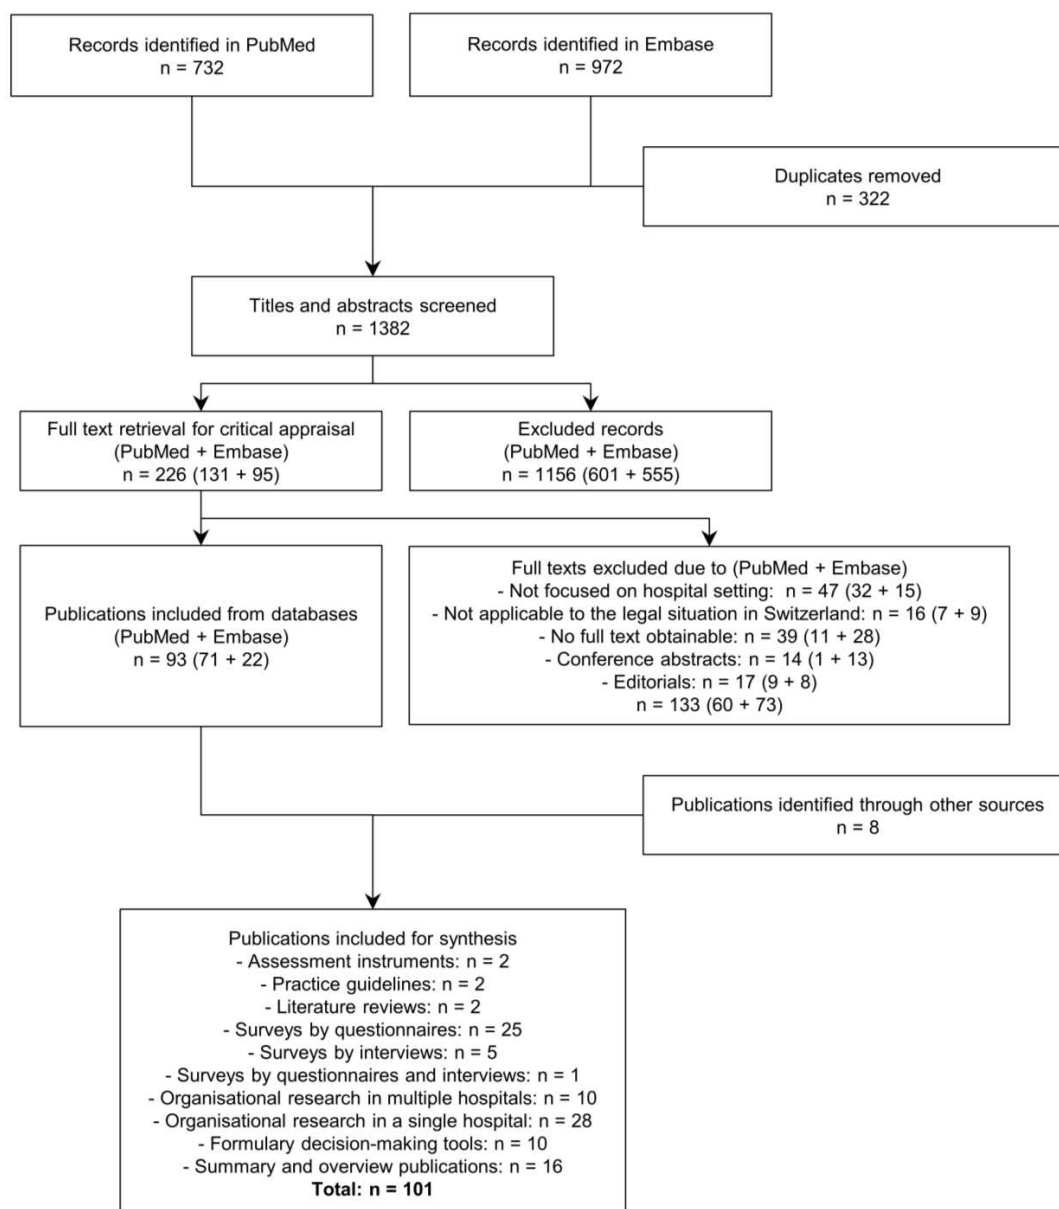 Records identified in PubMed
n = 732
Records identified in Embase
n = 972
Duplicates removed
n = 322
Titles and abstracts screened
n = 1382
Full text retrieval for critical appraisal
(PubMed + Embase)
n = 226 (131 + 95)
Excluded records
(PubMed + Embase)
n = 1156 (601 + 555)
Publications included from databases
(PubMed + Embase)
n = 93 (71 + 22)
Full texts excluded due to (PubMed + Embase)
- Not focused on hospital setting: n = 47 (32 + 15)
- Not applicable to the legal situation in Switzerland: n = 16 (7 + 9)
- No full text obtainable: n = 39 (11 + 28)
- Conference abstracts: n = 14 (1 + 13)
- Editorials: n = 17 (9 + 8)
n = 133 (60 + 73)
Publications identified through other sources
n = 8
Publications included for synthesis
- Assessment instruments: n = 2
- Practice guidelines: n = 2
- Literature reviews: n = 2
- Surveys by questionnaires: n = 25
- Surveys by interviews: n = 5
- Surveys by questionnaires and interviews: n = 1
- Organisational research in multiple hospitals: n = 10
- Organisational research in a single hospital: n = 28
- Formulary decision-making tools: n = 10
- Summary and overview publications: n = 16
Total: n = 101